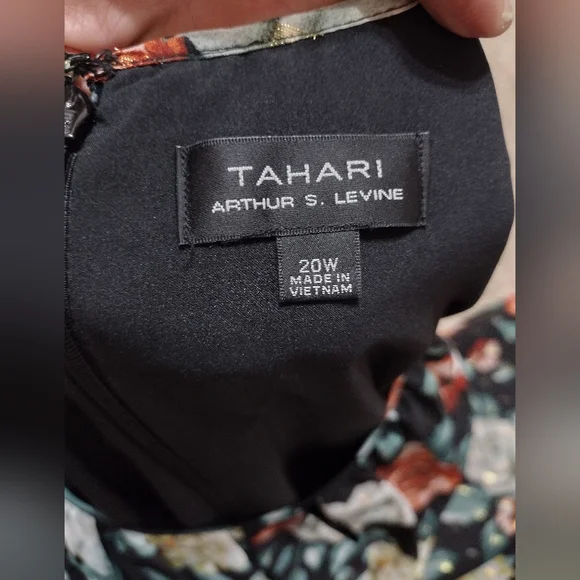 TAHARI
ARTHUR S. LEVINE
20W
MADE IN
VIETNAM